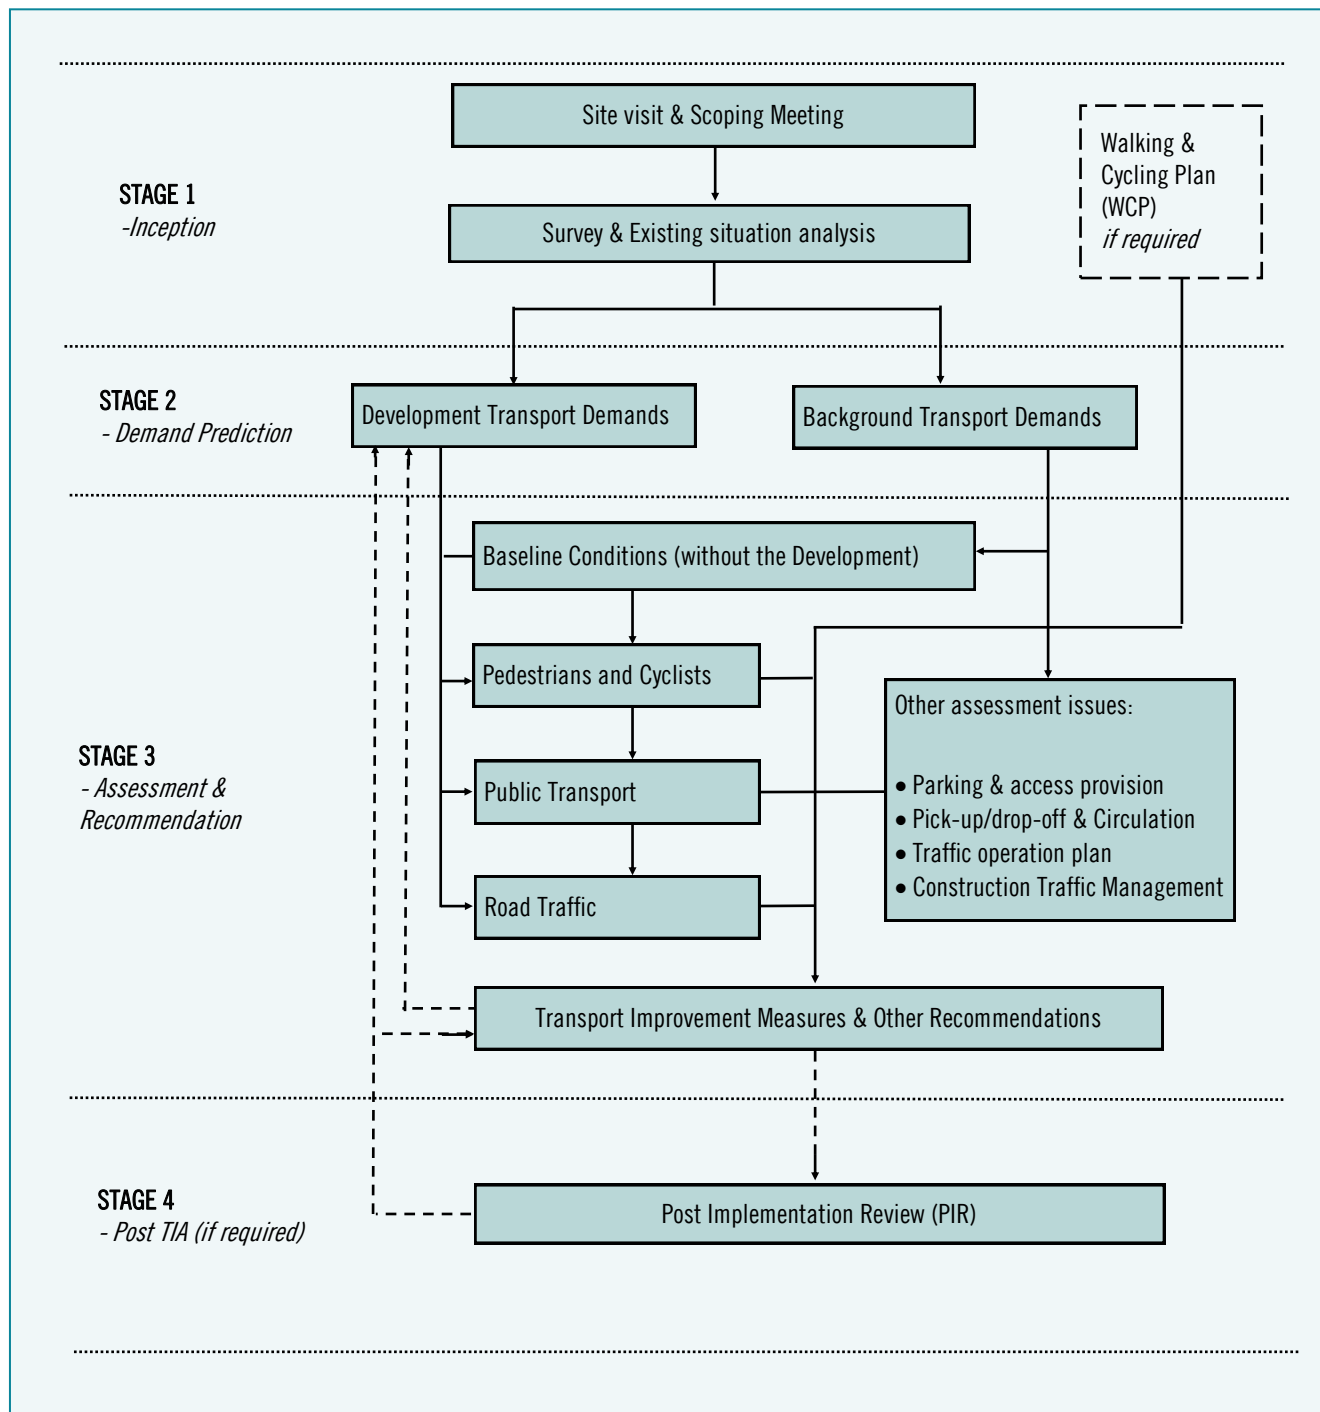 Site visit & Scoping Meeting
Walking &
Cycling Plan
(WCP)
if required
STAGE 1
-Inception
Survey & Existing situation analysis
STAGE 2
- Demand Prediction
Development Transport Demands
Background Transport Demands
Baseline Conditions (without the Development)
Pedestrians and Cyclists
Other assessment issues:
• Parking & access provision
• Pick-up/drop-off & Circulation
• Traffic operation plan
• Construction Traffic Management
STAGE 3
- Assessment &
Recommendation
Public Transport
Road Traffic
Transport Improvement Measures & Other Recommendations
STAGE 4
- Post TIA (if required)
Post Implementation Review (PIR)